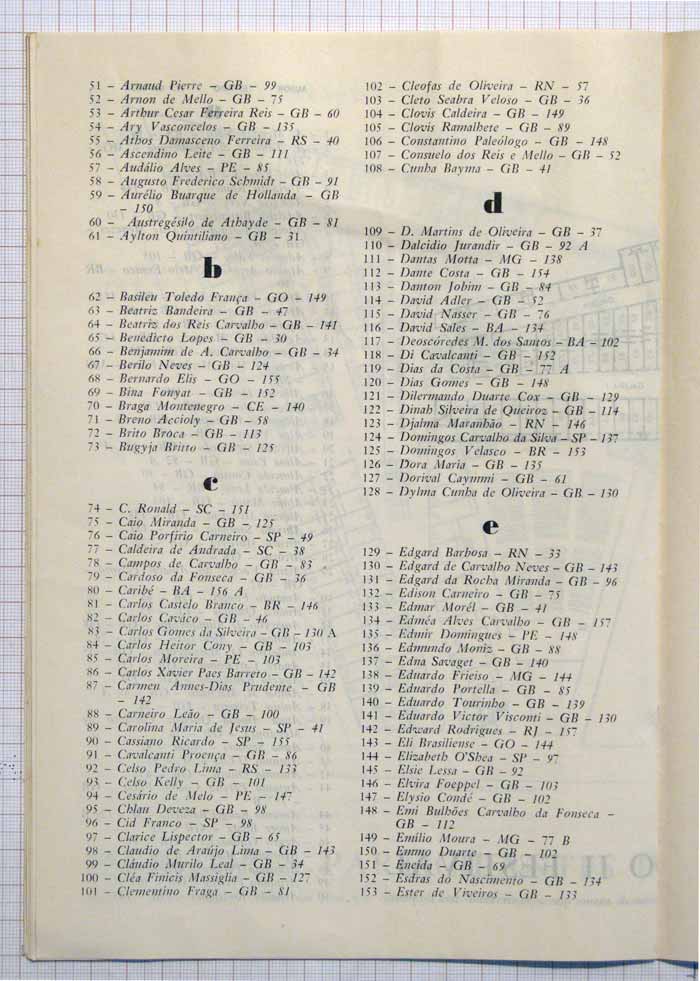 51 – Arnaud Pierre – GB – 99
52 – Arnon de Mello – GB – 75
53 – Arthur Cesar Ferreira Reis – GB – 60
54 – Ary Vasconcelos – GB – 135
55 – Athos Damasceno Ferreira – RS – 40
56 – Ascendino Leite – GB – 111
57 – Audálio Alves – PE – 85
58 – Augusto Frederico Schmidt – GB – 91
59 – Aurélio Buarque de Hollanda – GB
– 150
60 – Austregésilo de Athayde – GB – 81
61 – Aylton Quintiliano – GB – 31
b
62 – Basileu Toledo França – GO – 149
63 – Beatriz Bandeira – GB – 47
64 – Beatriz dos Reis Carvalho – GB – 141
65 – Benedicto Lopes – GB – 30
66 – Benjamim de A. Carvalho – GB – 34
67 – Berilo Neves – GB – 124
68 – Bernardo Elis – GO – 155
69 – Bina Fonyat – GB – 152
70 – Braga Montenegro – CE – 140
71 – Breno Accioly – GB – 58
72 – Brito Broca – GB – 113
73 – Bugyja Britto – GB – 125
c
74 – C. Ronald – SC – 151
75 – Caio Miranda – GB – 125
76 – Caio Porfírio Carneiro – SP – 49
77 – Caldeira de Andrada – SC – 38
78 – Campos de Carvalho – GB – 83
79 – Cardoso da Fonseca – GB – 36
80 – Caribé – BA – 156 A
81 – Carlos Castelo Branco – BR – 146
82 – Carlos Cavaco – GB – 46
83 – Carlos Gomes da Silveira – GB – 130 A
84 – Carlos Heitor Cony – GB – 103
85 – Carlos Moreira – PE – 103
86 – Carlos Xavier Paes Barreto – GB – 142
87 – Carmen Annes-Dias Prudente – GB
– 142
88 – Carneiro Leão – GB – 100
89 – Carolina Maria de Jesus – SP – 41
90 – Cassiano Ricardo – SP – 155
91 – Cavalcanti Proença – GB – 86
92 – Celso Pedro Luna – RS – 133
93 – Celso Kelly – GB – 101
94 – Cesário de Melo – PE – 147
95 – Chlau Deveza – GB – 98
96 – Cid Franco – SP – 98
97 – Clarice Lispector – GB – 65
98 – Claudio de Araújo Lima – GB – 143
99 – Cláudio Murilo Leal – GB – 34
100 – Cléa Finicis Massiglia – GB – 127
101 – Clementino Fraga – GB – 81
102 – Cleofas de Oliveira – RN – 57
103 – Cleto Seabra Veloso – GB – 36
104 – Clovis Caldeira – GB – 149
105 – Clovis Ramalhete – GB – 89
106 – Constantino Paleólogo – GB – 148
107 – Consuelo dos Reis e Mello – GB – 52
108 – Cunha Bayma – GB – 41
d
109 – D. Martins de Oliveira – GB – 37
110 – Dalcidio Jurandir – GB – 92 A
111 – Dantas Motta – MG – 138
112 – Dante Costa – GB – 154
113 – Danton Jobim – GB – 84
114 – David Adler – GB – 52
115 – David Nasser – GB – 76
116 – David Sales – BA – 134
117 – Deoscóredes M. dos Santos – BA – 102
118 – Di Cavalcanti – GB – 152
119 – Dias da Costa – GB – 77 A
120 – Dias Gomes – GB – 148
121 – Dilermando Duarte Cox – GB – 129
122 – Dinah Silveira de Queiroz – GB – 114
123 – Djalma Maranhão – RN – 146
124 – Domingos Carvalho da Silva – SP – 137
125 – Domingos Velasco – BR – 153
126 – Dora Maria – GB – 135
127 – Dorival Caymmi – GB – 61
128 – Dylma Cunha de Oliveira – GB – 130
e
129 – Edgard Barbosa – RN – 33
130 – Edgard de Carvalho Neves – GB – 143
131 – Edgard da Rocha Miranda – GB – 96
132 – Edison Carneiro – GB – 75
133 – Edmar Morél – GB – 41
134 – Edméa Alves Carvalho – GB – 157
135 – Edmir Domingues – PE – 148
136 – Edmundo Moniz – GB – 88
137 – Edna Savaget – GB – 140
138 – Eduardo Frieiro – MG – 144
139 – Eduardo Portella – GB – 85
140 – Eduardo Tourinho – GB – 139
141 – Eduardo Victor Visconti – GB – 130
142 – Edward Rodrigues – RJ – 157
143 – Eli Brasiliense – GO – 144
144 – Elizabeth O'Shea – SP – 97
145 – Elsie Lessa – GB – 92
146 – Elvira Foeppel – GB – 103
147 – Elysio Condé – GB – 102
148 – Emi Bulhões Carvalho da Fonseca –
GB – 112
149 – Emílio Moura – MG – 77 B
150 – Emmo Duarte – GB – 102
151 – Eneida – GB – 69
152 – Esdras do Nascimento – GB – 134
153 – Ester de Viveiros – GB – 133